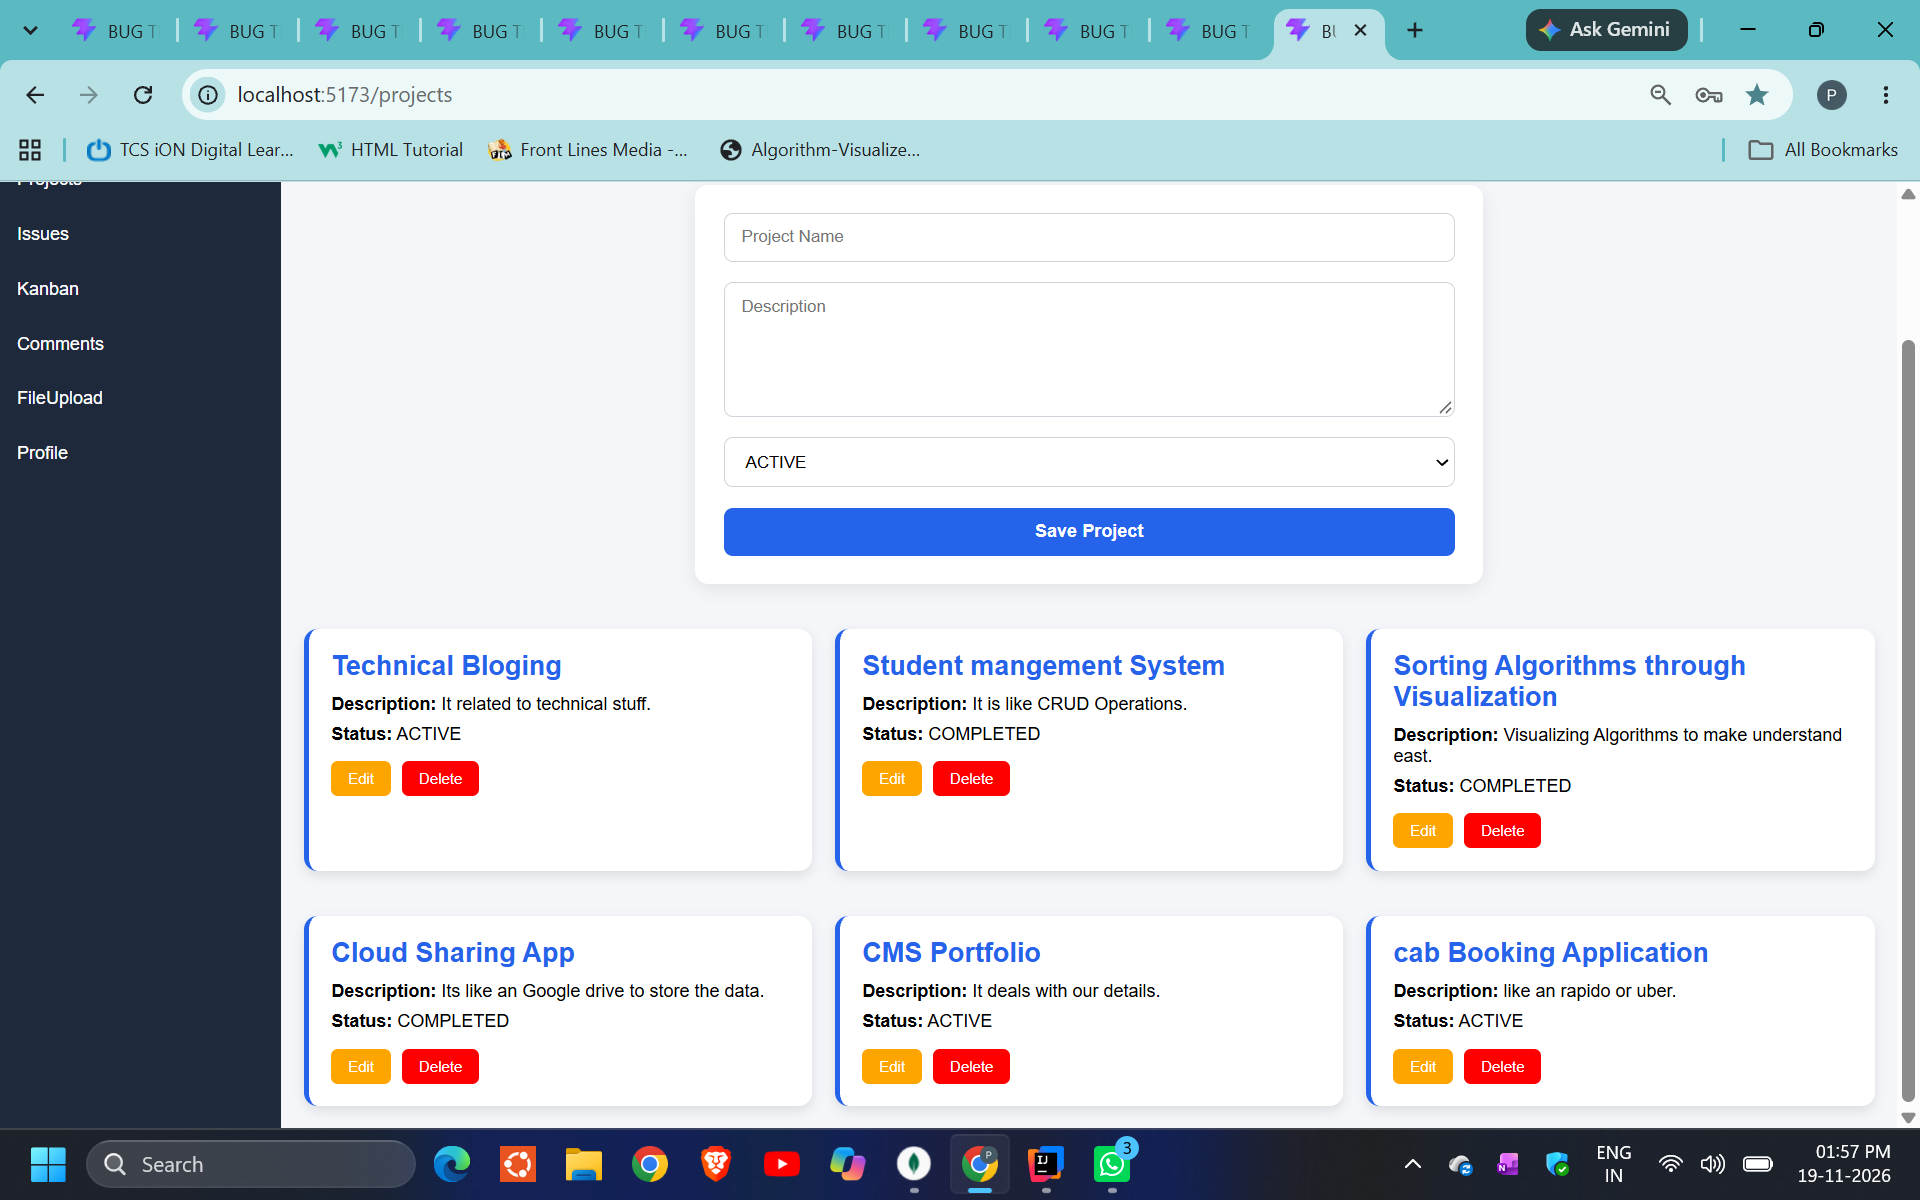 BUG T
BUG T
BUG T
BUG T
BUG T
BUG T
BUG T
BUG T
BUG T
BUG T
BU
Ask Gemini
localhost:5173/projects
P
TCS iON Digital Lear...
HTML Tutorial
Front Lines Media -...
Algorithm-Visualize...
All Bookmarks
Projects
Issues
Kanban
Comments
FileUpload
Profile
Project Name
Description
ACTIVE
Save Project
Technical Bloging
Description: It related to technical stuff.
Status: ACTIVE
Edit Delete
Student mangement System
Description: It is like CRUD Operations.
Status: COMPLETED
Edit Delete
Sorting Algorithms through
Visualization
Description: Visualizing Algorithms to make understand
east.
Status: COMPLETED
Edit Delete
Cloud Sharing App
Description: Its like an Google drive to store the data.
Status: COMPLETED
Edit Delete
CMS Portfolio
Description: It deals with our details.
Status: ACTIVE
Edit Delete
cab Booking Application
Description: like an rapido or uber.
Status: ACTIVE
Edit Delete
Search
P
IJ
3
N
ENG
IN
01:57 PM
19-11-2026